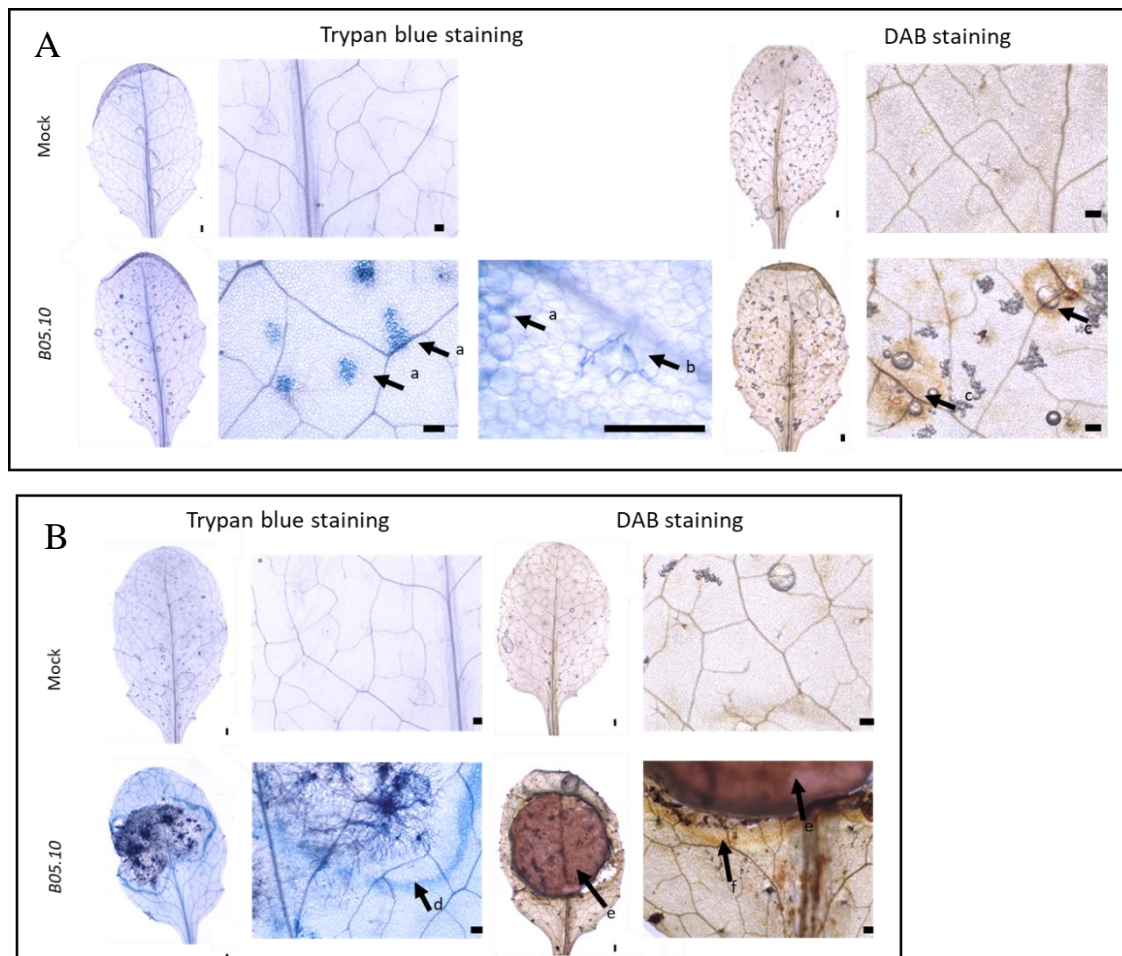 A
Trypan blue staining
DAB staining
Mock
B05.10
a
a
a
b
c
c
B
Trypan blue staining
DAB staining
Mock
B05.10
d
e
e
f